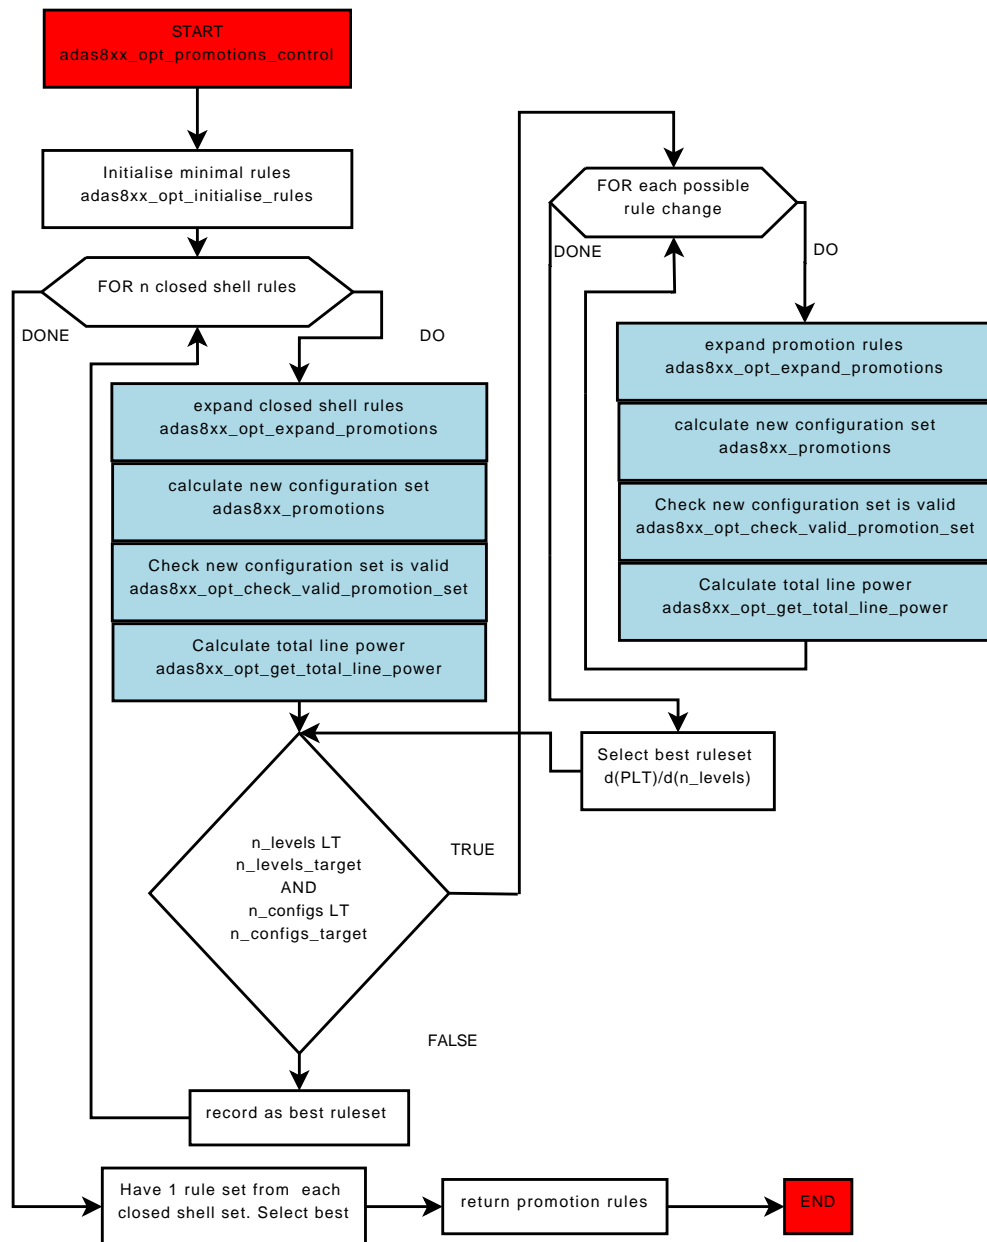 START
adas8xx_opt_promotions_control
Initialise minimal rules
adas8xx_opt_initialise_rules
FOR n closed shell rules
DONE
DO
expand closed shell rules
adas8xx_opt_expand_promotions
calculate new configuration set
adas8xx_promotions
Check new configuration set is valid
adas8xx_opt_check_valid_promotion_set
Calculate total line power
adas8xx_opt_get_total_line_power
n_levels LT
n_levels_target
AND
n_configs LT
n_configs_target
TRUE
FALSE
record as best ruleset
FOR each possible
rule change
DONE
DO
expand promotion rules
adas8xx_opt_expand_promotions
calculate new configuration set
adas8xx_promotions
Check new configuration set is valid
adas8xx_opt_check_valid_promotion_set
Calculate total line power
adas8xx_opt_get_total_line_power
Select best ruleset
d(PLT)/d(n_levels)
Have 1 rule set from each
closed shell set. Select best
return promotion rules
END